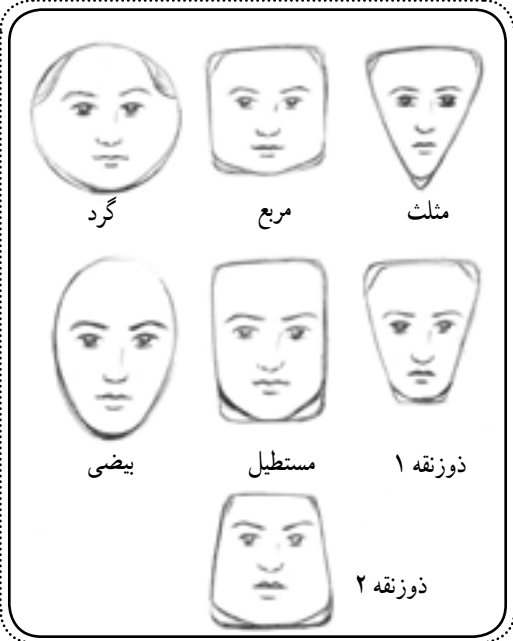 مثلث مربع گرد
ذوزنقه ۱ مستطیل بیضی
ذوزنقه ۲